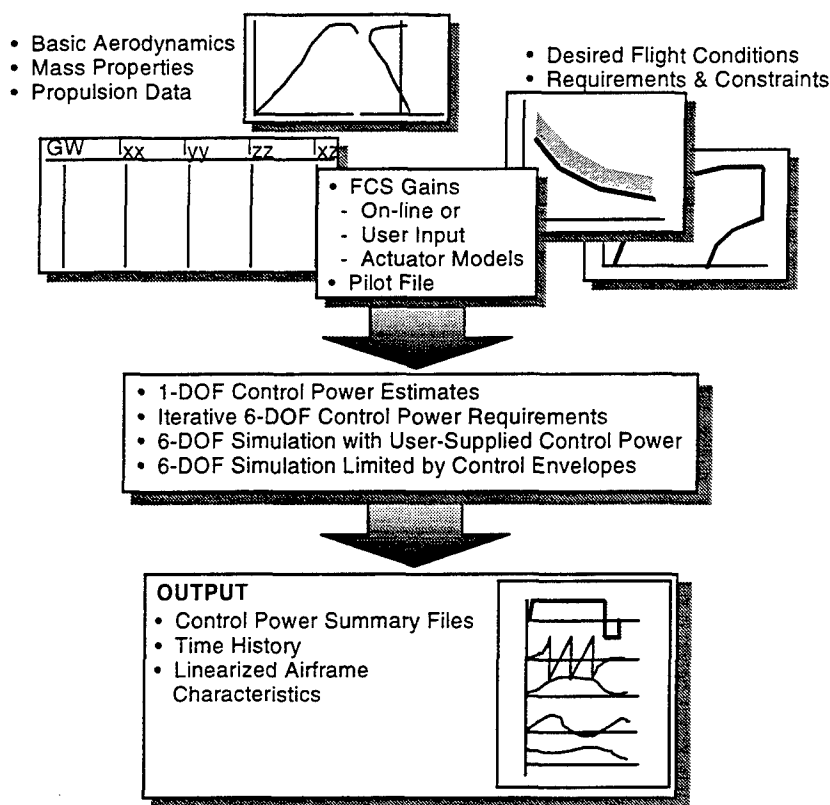 • Basic Aerodynamics
• Mass Properties
• Propulsion Data
• Desired Flight Conditions
• Requirements & Constraints
GW Ixx Iyy Izz Ixz
• FCS Gains
- On-line or
- User Input
- Actuator Models
• Pilot File
• 1-DOF Control Power Estimates
• Iterative 6-DOF Control Power Requirements
• 6-DOF Simulation with User-Supplied Control Power
• 6-DOF Simulation Limited by Control Envelopes
OUTPUT
• Control Power Summary Files
• Time History
• Linearized Airframe
Characteristics